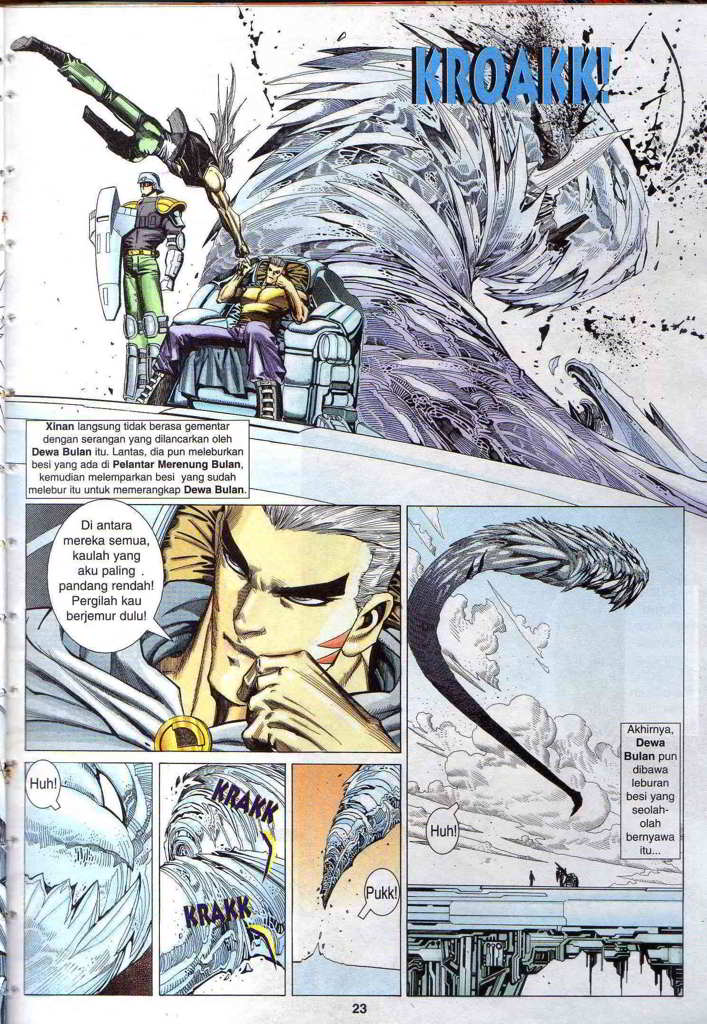 KROAKK!
Xinan langsung tidak berasa gementar
dengan serangan yang dilancarkan oleh
Dewa Bulan itu. Lantas, dia pun meleburkan
besi yang ada di Pelantar Merenung Bulan,
kemudian melemparkan besi yang sudah
melebur itu untuk memerangkap Dewa Bulan.
Di antara
mereka semua,
kaulah yang
aku paling
pandang rendah!
Pergilah kau
berjemur dulu!
Huh!
Akhirnya,
Dewa
Bulan pun
dibawa
leburan
besi yang
seolah-
olah
bernyawa
itu...
Huh!
KRAKK
KRAKK
Pukk!
23